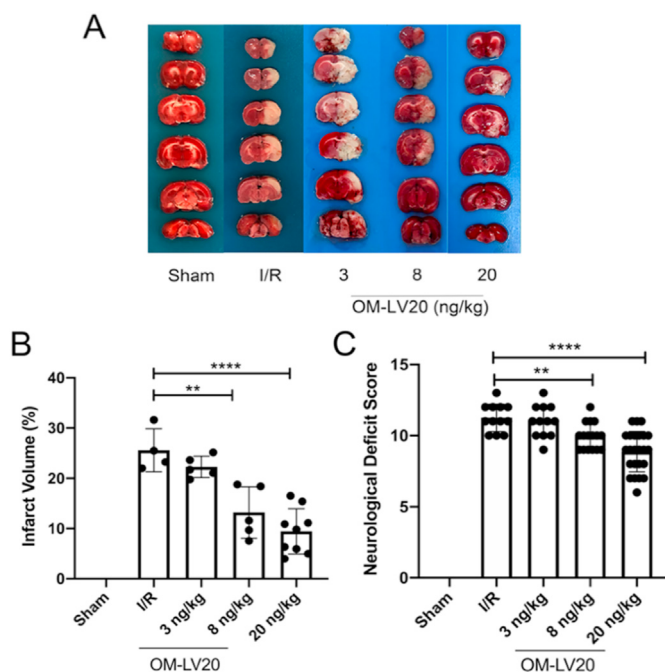 A
Sham I/R 3 8 20
OM-LV20 (ng/kg)
B
****
**
Infarct Volume (%)
40
30
20
10
0
Sham
I/R
3 ng/kg
8 ng/kg
20 ng/kg
OM-LV20
C
****
**
Neurological Deficit Score
15
10
5
0
Sham
I/R
3 ng/kg
8 ng/kg
20 ng/kg
OM-LV20